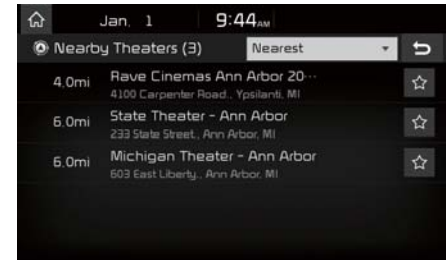 Jan. 1 9:44 AM
Nearby Theaters (3) Nearest
4.0mi Rave Cinemas Ann Arbor 20···
4100 Carpenter Road., Ypsilanti, MI
6.0mi State Theater - Ann Arbor
233 State Street., Ann Arbor, MI
6.0mi Michigan Theater - Ann Arbor
603 East Liberty., Ann Arbor, MI